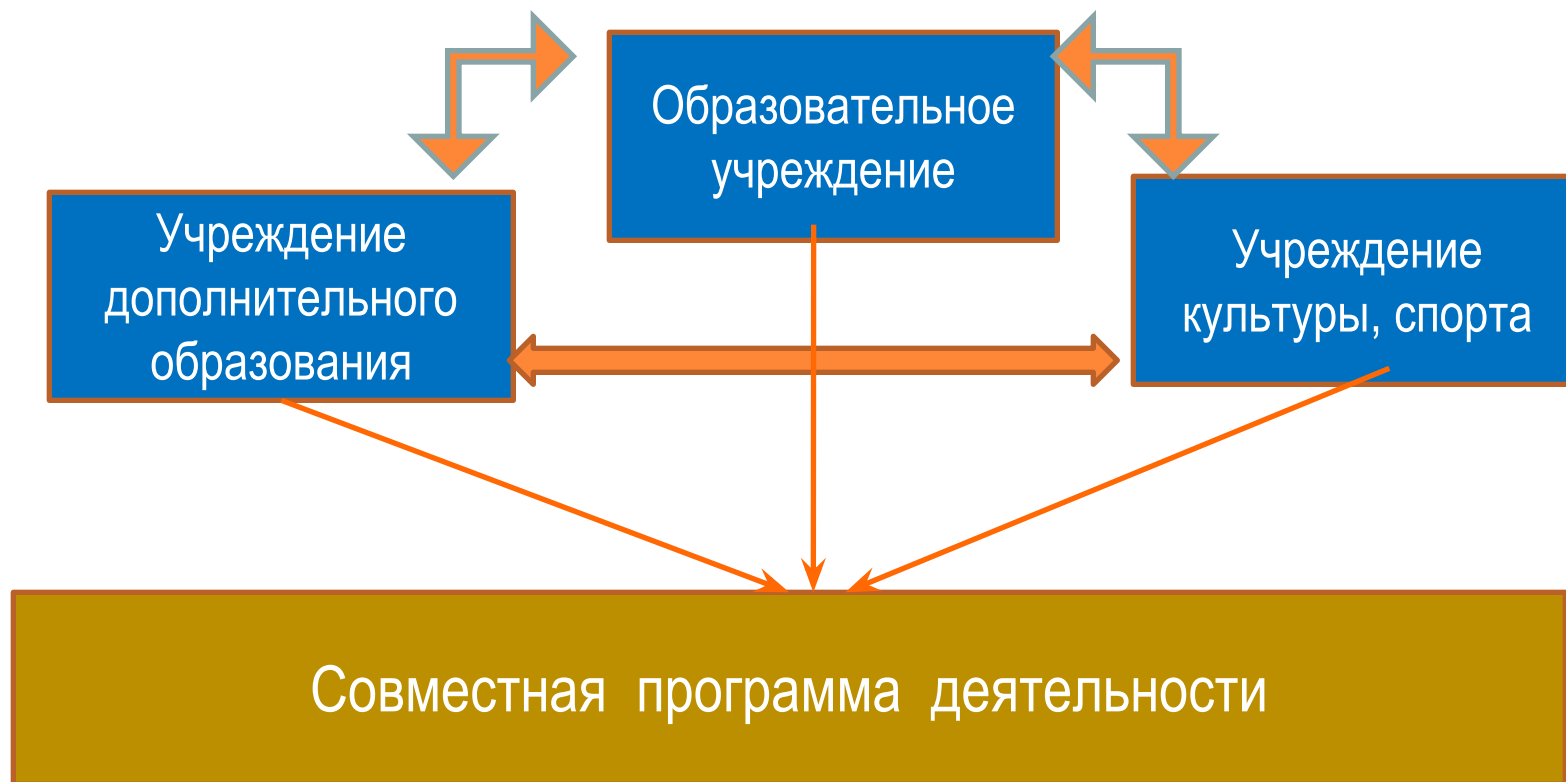 Образовательное
учреждение
Учреждение
дополнительного
образования
Учреждение
культуры, спорта
Совместная программа деятельности